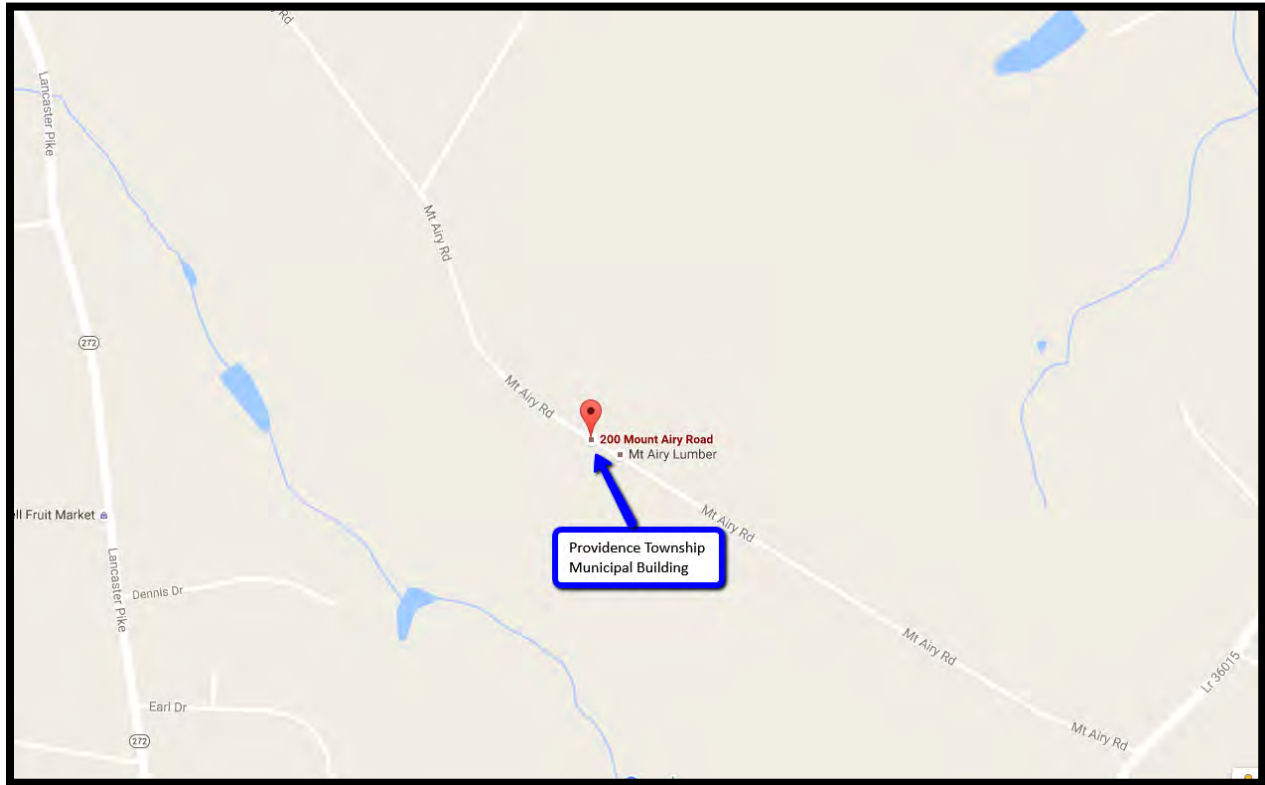 Rd
Lancaster Pike
Mt Airy Rd
272
Mt Airy Rd
200 Mount Airy Road
Mt Airy Lumber
ll Fruit Market
Mt Airy Rd
Providence Township
Municipal Building
Lancaster Pike
Dennis Dr
Mt Airy Rd
Lr 36015
Earl Dr
272
Mt Airy Rd